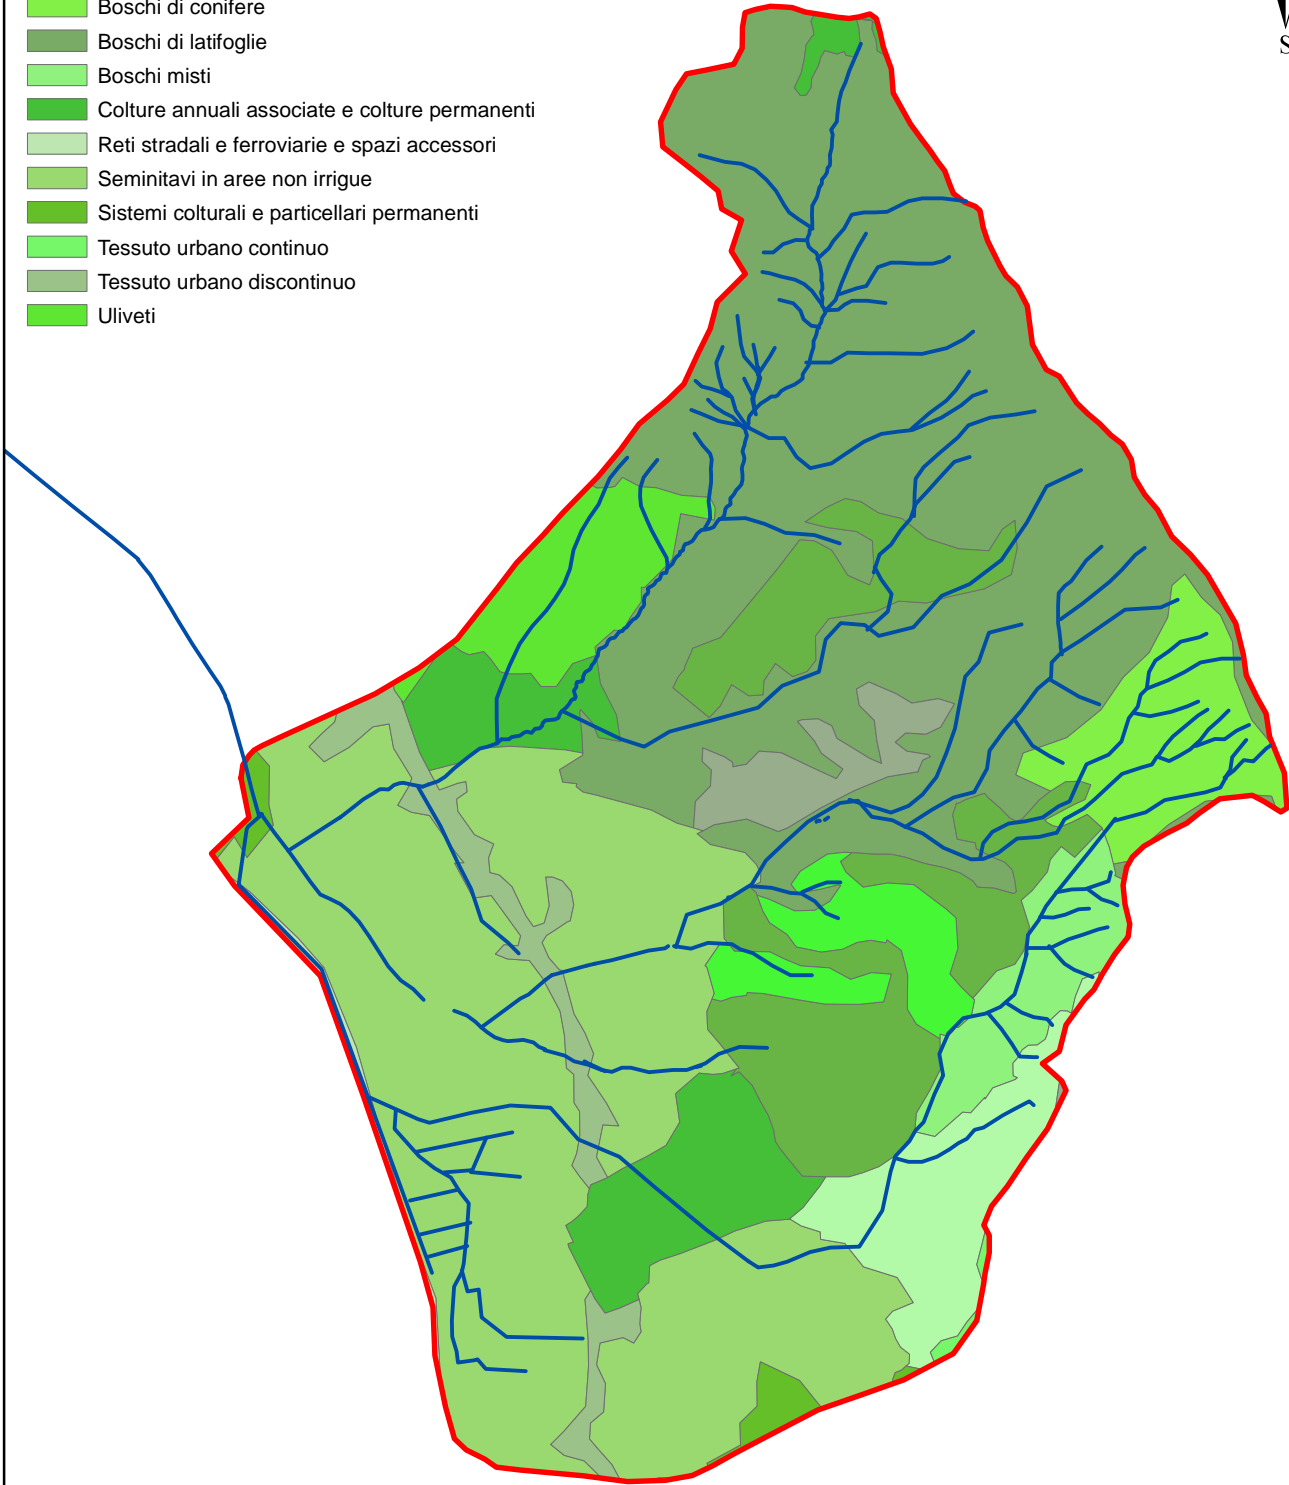 Boschi di conifere
Boschi di latifoglie
Boschi misti
Colture annuali associate e colture permanenti
Reti stradali e ferroviarie e spazi accessori
Seminitavi in aree non irrigue
Sistemi colturali e particellari permanenti
Tessuto urbano continuo
Tessuto urbano discontinuo
Uliveti